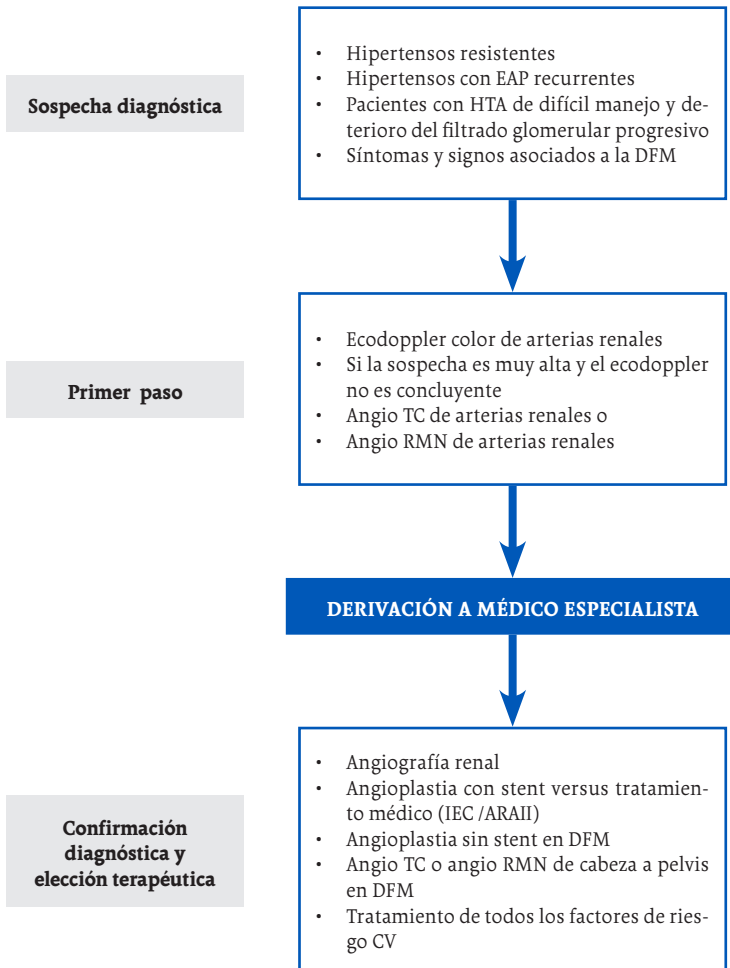 Sospecha diagnóstica
• Hipertensos resistentes
• Hipertensos con EAP recurrentes
• Pacientes con HTA de difícil manejo y de-
terioro del filtrado glomerular progresivo
• Síntomas y signos asociados a la DFM
Primer paso
• Ecodoppler color de arterias renales
• Si la sospecha es muy alta y el ecodoppler
no es concluyente
• Angio TC de arterias renales o
• Angio RMN de arterias renales
DERIVACIÓN A MÉDICO ESPECIALISTA
Confirmación
diagnóstica y
elección terapéutica
• Angiografía renal
• Angioplastia con stent versus tratamien-
to médico (IEC /ARAII)
• Angioplastia sin stent en DFM
• Angio TC o angio RMN de cabeza a pelvis
en DFM
• Tratamiento de todos los factores de ries-
go CV